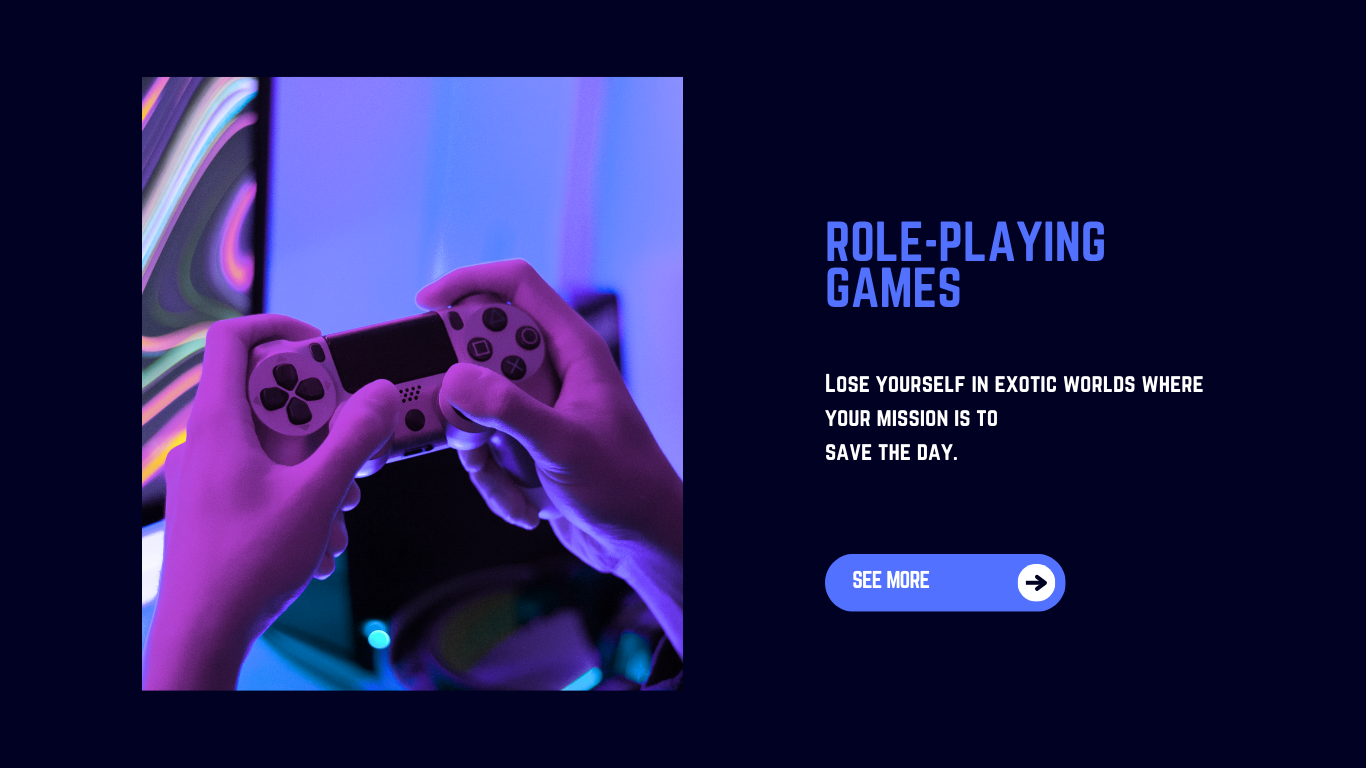 ROLE-PLAYING
GAMES
Lose yourself in exotic worlds where
your mission is to
save the day.
SEE MORE